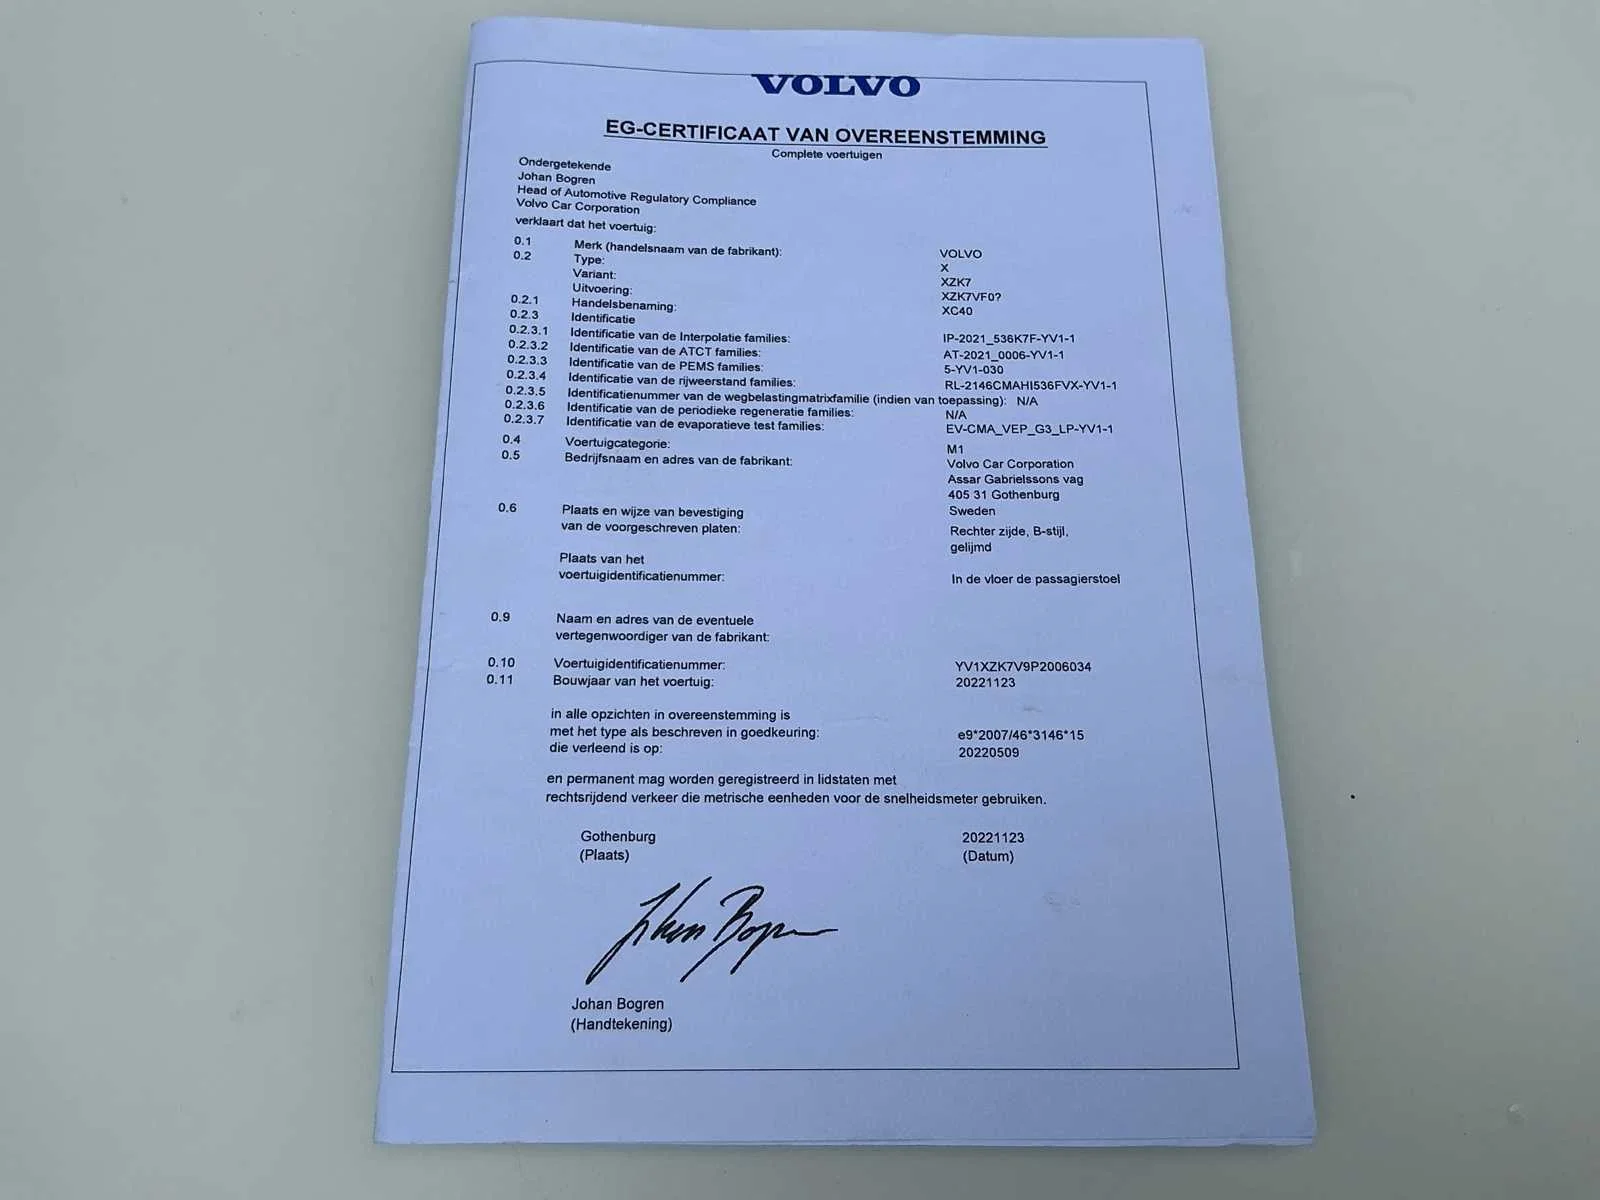 VOLVO
EG-CERTIFICAAT VAN OVEREENSTEMMING
Complete voertuigen
Ondergetekende
Johan Bogren
Head of Automotive Regulatory Compliance
Volvo Car Corporation
verklaart dat het voertuig:
0.1 Merk (handelsnaam van de fabrikant): VOLVO
0.2 Type: X
Variant: XZK7
Uitvoering: XZK7VF0?
0.2.1 Handelsbenaming: XC40
0.2.3 Identificatie
0.2.3.1 Identificatie van de Interpolatie families: IP-2021_536K7F-YV1-1
0.2.3.2 Identificatie van de ATCT families: AT-2021_0006-YV1-1
0.2.3.3 Identificatie van de PEMS families: 5-YV1-030
0.2.3.4 Identificatie van de rijweerstand families: RL-2146CMAHI536FVX-YV1-1
0.2.3.5 Identificatienummer van de wegbelastingmatrixfamilie (indien van toepassing): N/A
0.2.3.6 Identificatie van de periodieke regeneratie families: N/A
0.2.3.7 Identificatie van de evaporatieve test families: EV-CMA_VEP_G3_LP-YV1-1
0.4 Voertuigcategorie: M1
0.5 Bedrijfsnaam en adres van de fabrikant: Volvo Car Corporation
Assar Gabrielssons vag
405 31 Gothenburg
Sweden
0.6 Plaats en wijze van bevestiging
van de voorgeschreven platen: Rechter zijde, B-stijl,
gelijmd
Plaats van het
voertuigidentificatienummer: In de vloer de passagierstoel
0.9 Naam en adres van de eventuele
vertegenwoordiger van de fabrikant:
0.10 Voertuigidentificatienummer: YV1XZK7V9P2006034
0.11 Bouwjaar van het voertuig: 20221123
in alle opzichten in overeenstemming is
met het type als beschreven in goedkeuring: e9*2007/46*3146*15
die verleend is op: 20220509
en permanent mag worden geregistreerd in lidstaten met
rechtsrijdend verkeer die metrische eenheden voor de snelheidsmeter gebruiken.
Gothenburg 20221123
(Plaats) (Datum)
Johan Bogren
Johan Bogren
(Handtekening)